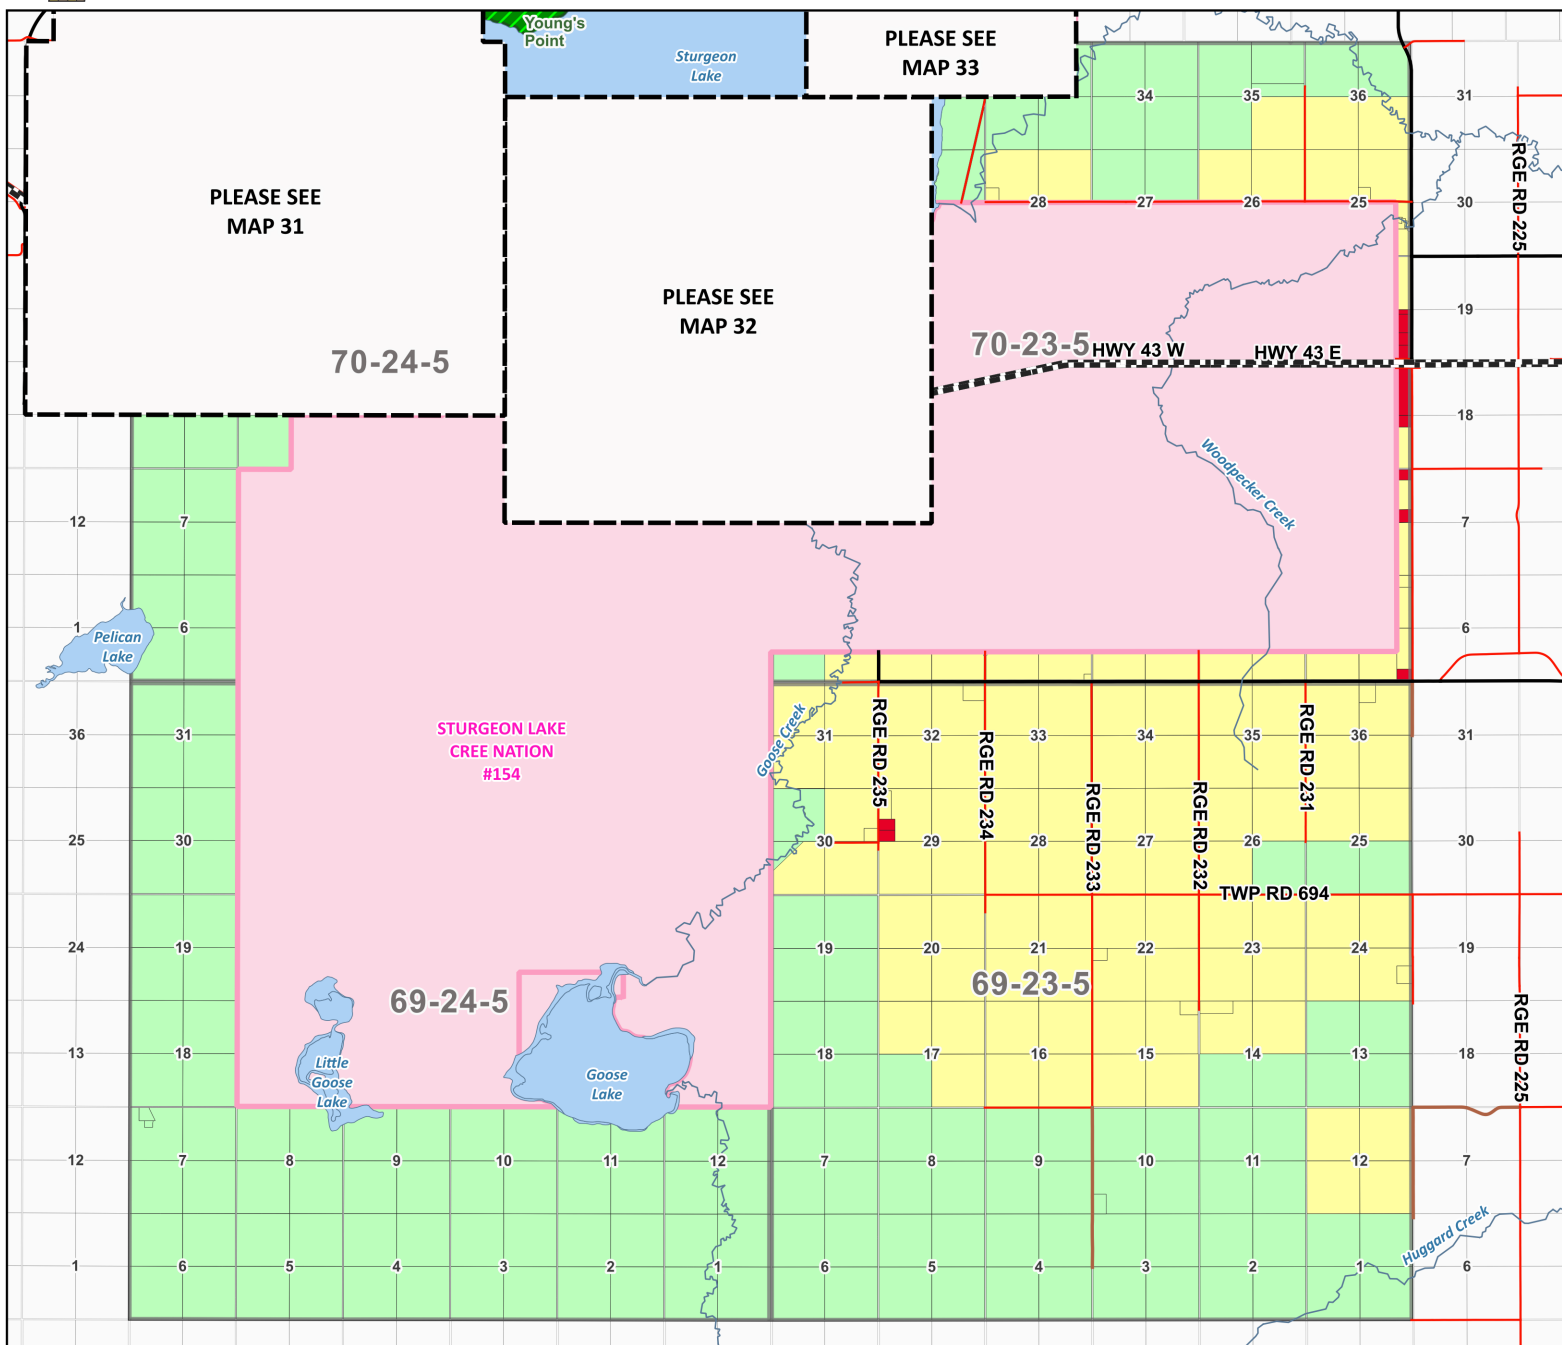 Young's
Point
Sturgeon
Lake
PLEASE SEE
MAP 33
34 35 36 31
PLEASE SEE
MAP 31
RGE-RD-225
28 27 26 25 30
PLEASE SEE
MAP 32
19
70-24-5
70-23-5
HWY 43 W
HWY 43 E
18
Woodpecker Creek
12 7 7
1 6 6
Pelican
Lake
STURGEON LAKE
CREE NATION
#154
Goose Creek
36 31 31 32 33 34 35 36 31
RGE-RD-235
RGE-RD-234
RGE-RD-233
RGE-RD-232
RGE-RD-231
25 30 30 29 28 27 26 25 30
TWP RD 694
24 19 19 20 21 22 23 24 19
69-24-5
69-23-5
RGE-RD-225
13 18 18 17 16 15 14 13 18
Little
Goose
Lake
Goose
Lake
12 7 8 9 10 11 12 7 8 9 10 11 12 7
Huggard Creek
1 6 5 4 3 2 1 6 5 4 3 2 1 6